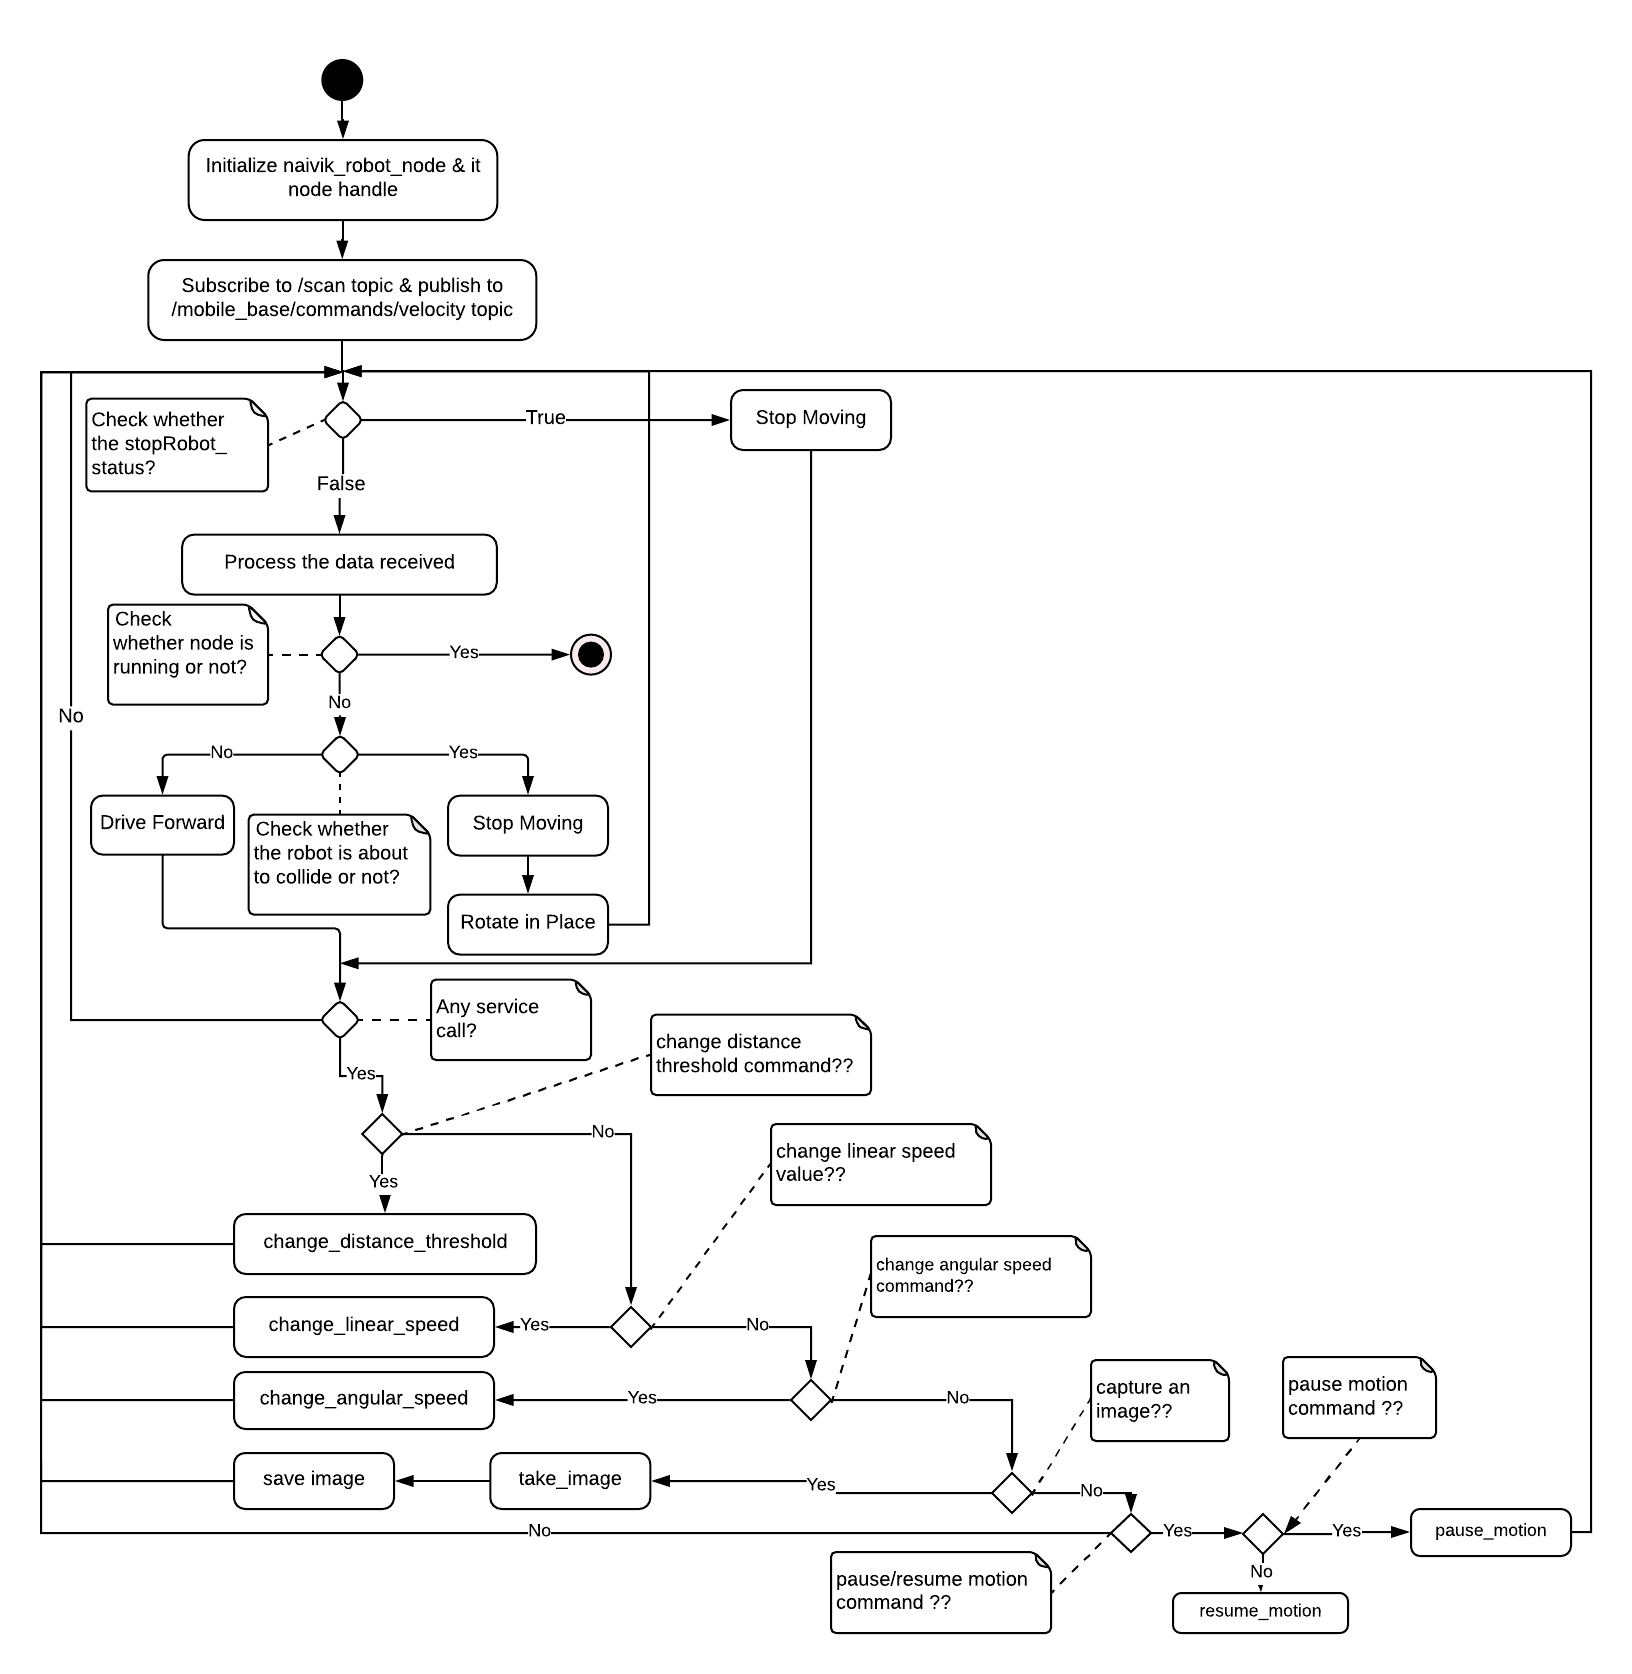 Initialize naivik_robot_node & it
node handle
Subscribe to /scan topic & publish to
/mobile_base/commands/velocity topic
Check whether
the stopRobot_
status?
True
Stop Moving
False
Process the data received
Check
whether node is
running or not?
Yes
No
No
No
Yes
Drive Forward
Check whether
the robot is about
to collide or not?
Stop Moving
Rotate in Place
Any service
call?
change distance
threshold command??
Yes
No
Yes
change linear speed
value??
change_distance_threshold
change angular speed
command??
change_linear_speed
Yes
No
change_angular_speed
Yes
No
capture an
image??
pause motion
command ??
save image
take_image
Yes
No
No
Yes
Yes
pause_motion
pause/resume motion
command ??
No
resume_motion